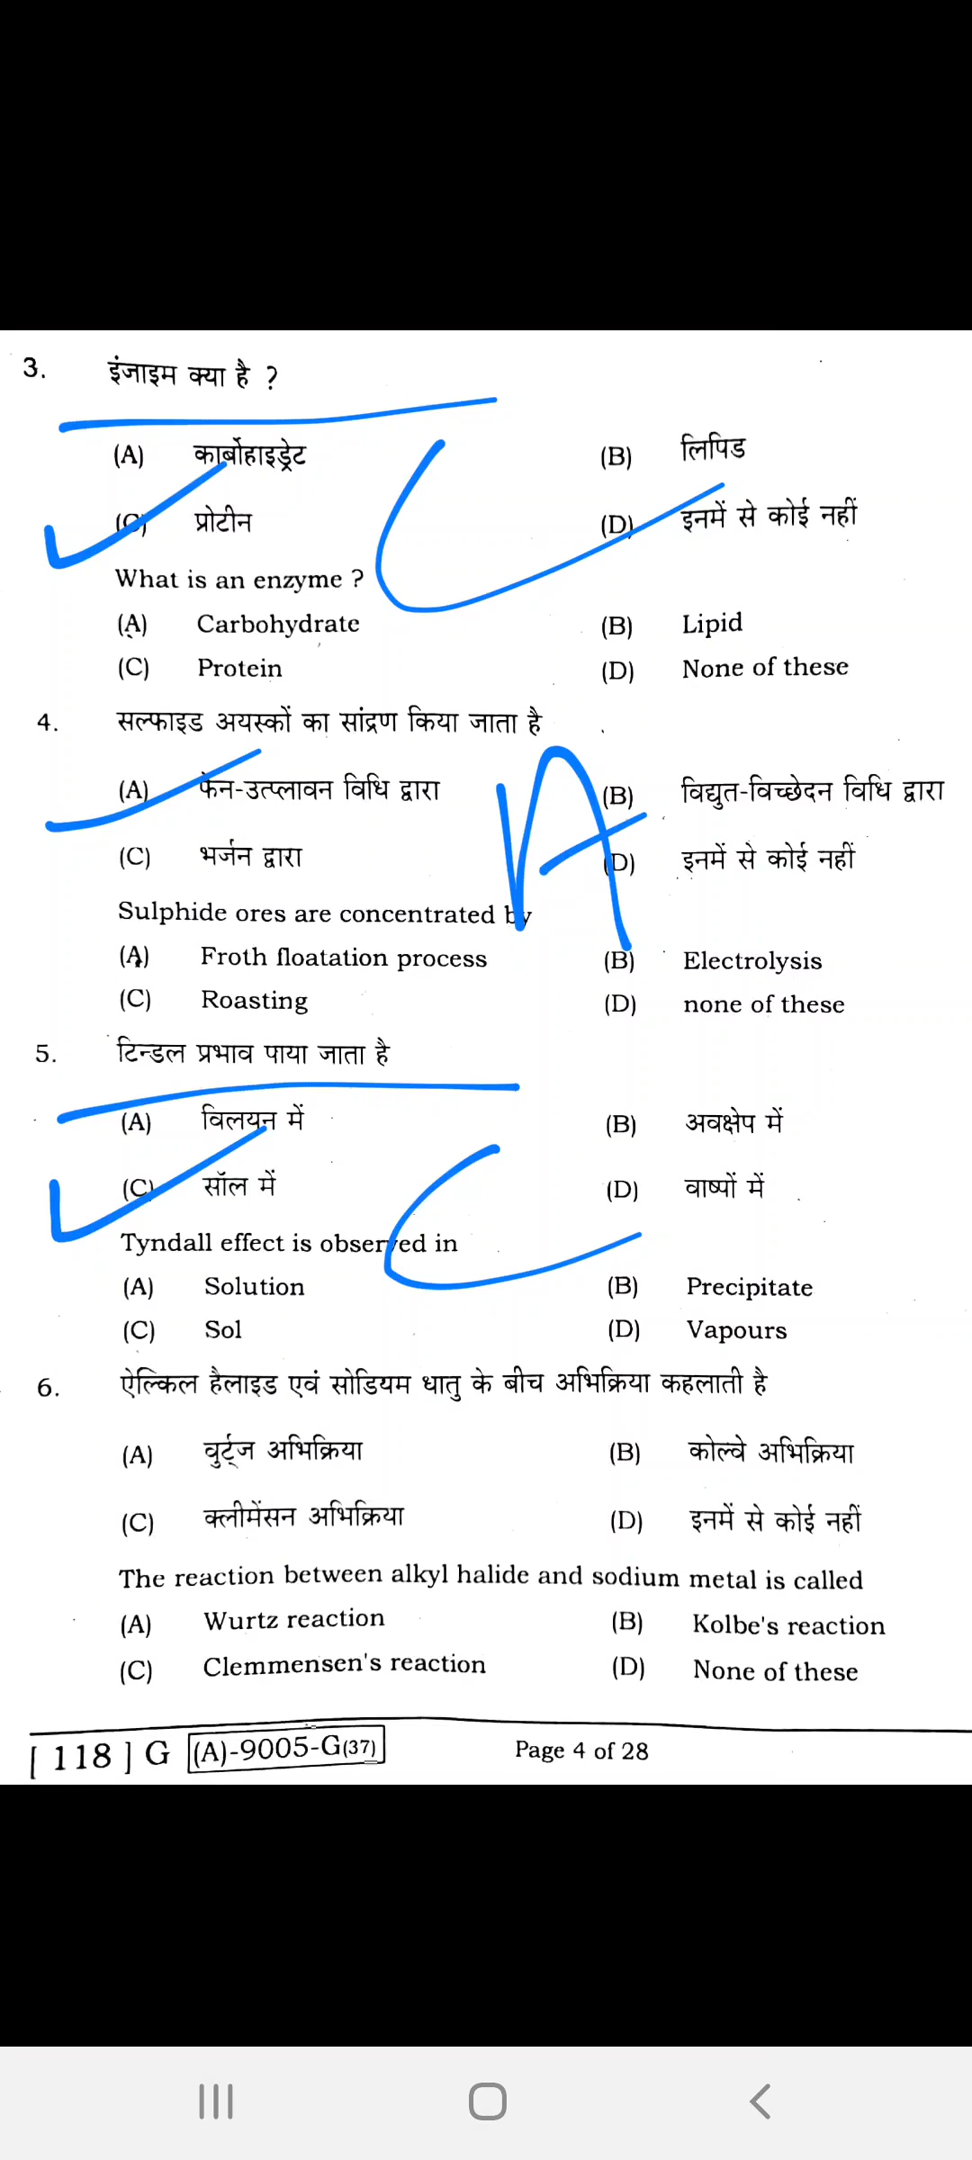 3. इंजाइम क्या है ?
(A) कार्बोहाइड्रेट (B) लिपिड
(C) प्रोटीन (D) इनमें से कोई नहीं
C
What is an enzyme ?
(A) Carbohydrate (B) Lipid
(C) Protein (D) None of these
4. सल्फाइड अयस्कों का सांद्रण किया जाता है
(A) फेन-उत्प्लावन विधि द्वारा (B) विद्युत-विच्छेदन विधि द्वारा
A
(C) भर्जन द्वारा (D) इनमें से कोई नहीं
Sulphide ores are concentrated by
(A) Froth floatation process (B) Electrolysis
(C) Roasting (D) none of these
5. टिन्डल प्रभाव पाया जाता है
(A) विलयन में (B) अवक्षेप में
(C) सॉल में (D) वाष्पों में
C
Tyndall effect is observed in
(A) Solution (B) Precipitate
(C) Sol (D) Vapours
6. ऐल्किल हैलाइड एवं सोडियम धातु के बीच अभिक्रिया कहलाती है
(A) वुर्ट्ज अभिक्रिया (B) कोल्वे अभिक्रिया
(C) क्लीमेंसन अभिक्रिया (D) इनमें से कोई नहीं
The reaction between alkyl halide and sodium metal is called
(A) Wurtz reaction (B) Kolbe's reaction
(C) Clemmensen's reaction (D) None of these
[ 118 ] G (A)-9005-G(37) Page 4 of 28